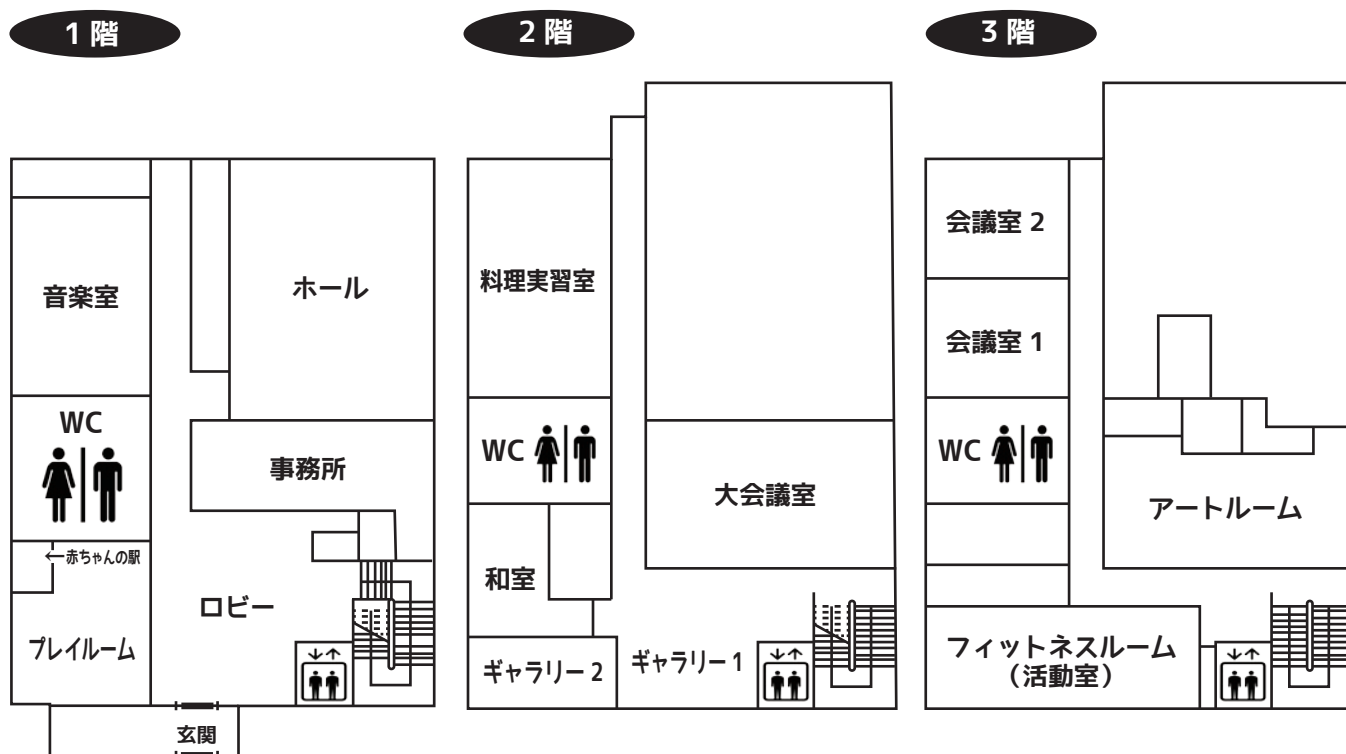 1 階
音楽室
ホール
WC
事務所
←赤ちゃんの駅
ロビー
プレイルーム
↓↑
玄関
2 階
料理実習室
WC
大会議室
和室
ギャラリー 2
ギャラリー 1
↓↑
3 階
会議室 2
会議室 1
WC
アートルーム
フィットネスルーム
（活動室）
↓↑